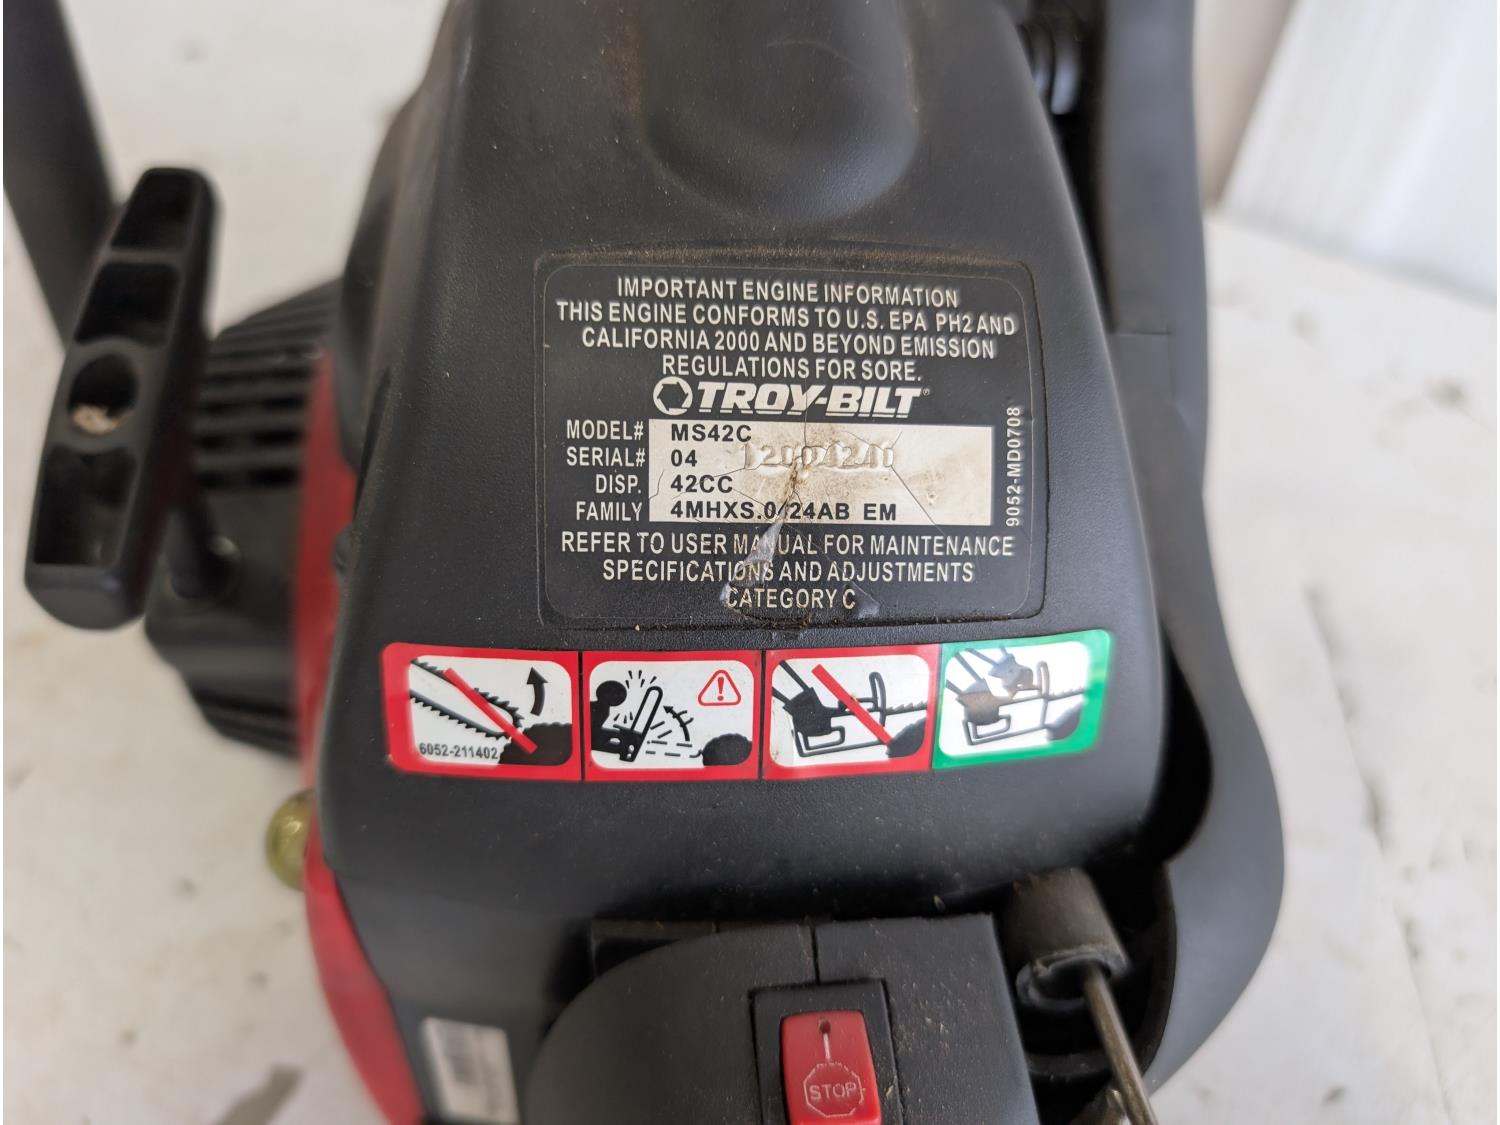 IMPORTANT ENGINE INFORMATION
THIS ENGINE CONFORMS TO U.S. EPA PH2 AND
CALIFORNIA 2000 AND BEYOND EMISSION
REGULATIONS FOR SORE.
TROY-BILT®
MODEL# MS42C
SERIAL# 04
DISP. 42CC
FAMILY 4MHXS.0424AB EM
REFER TO USER MANUAL FOR MAINTENANCE
SPECIFICATIONS AND ADJUSTMENTS
CATEGORY C
9052-MD0708
6052-211402
STOP